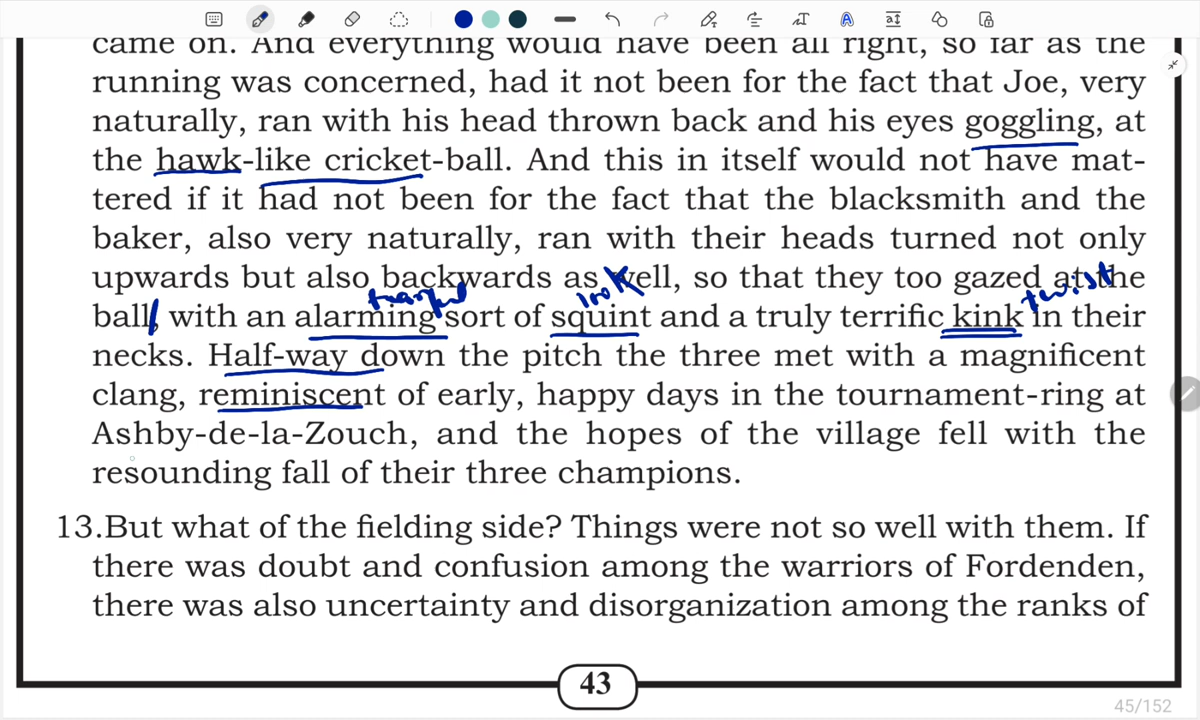 came on. And everything would have been all right, so far as the
running was concerned, had it not been for the fact that Joe, very
naturally, ran with his head thrown back and his eyes goggling, at
the hawk-like cricket-ball. And this in itself would not have mat-
tered if it had not been for the fact that the blacksmith and the
baker, also very naturally, ran with their heads turned not only
upwards but also backwards as well, so that they too gazed at the
look twist
ball, with an alarming sort of squint and a truly terrific kink in their
necks. Half-way down the pitch the three met with a magnificent
clang, reminiscent of early, happy days in the tournament-ring at
Ashby-de-la-Zouch, and the hopes of the village fell with the
resounding fall of their three champions.
13.But what of the fielding side? Things were not so well with them. If
there was doubt and confusion among the warriors of Fordenden,
there was also uncertainty and disorganization among the ranks of
43
45/152